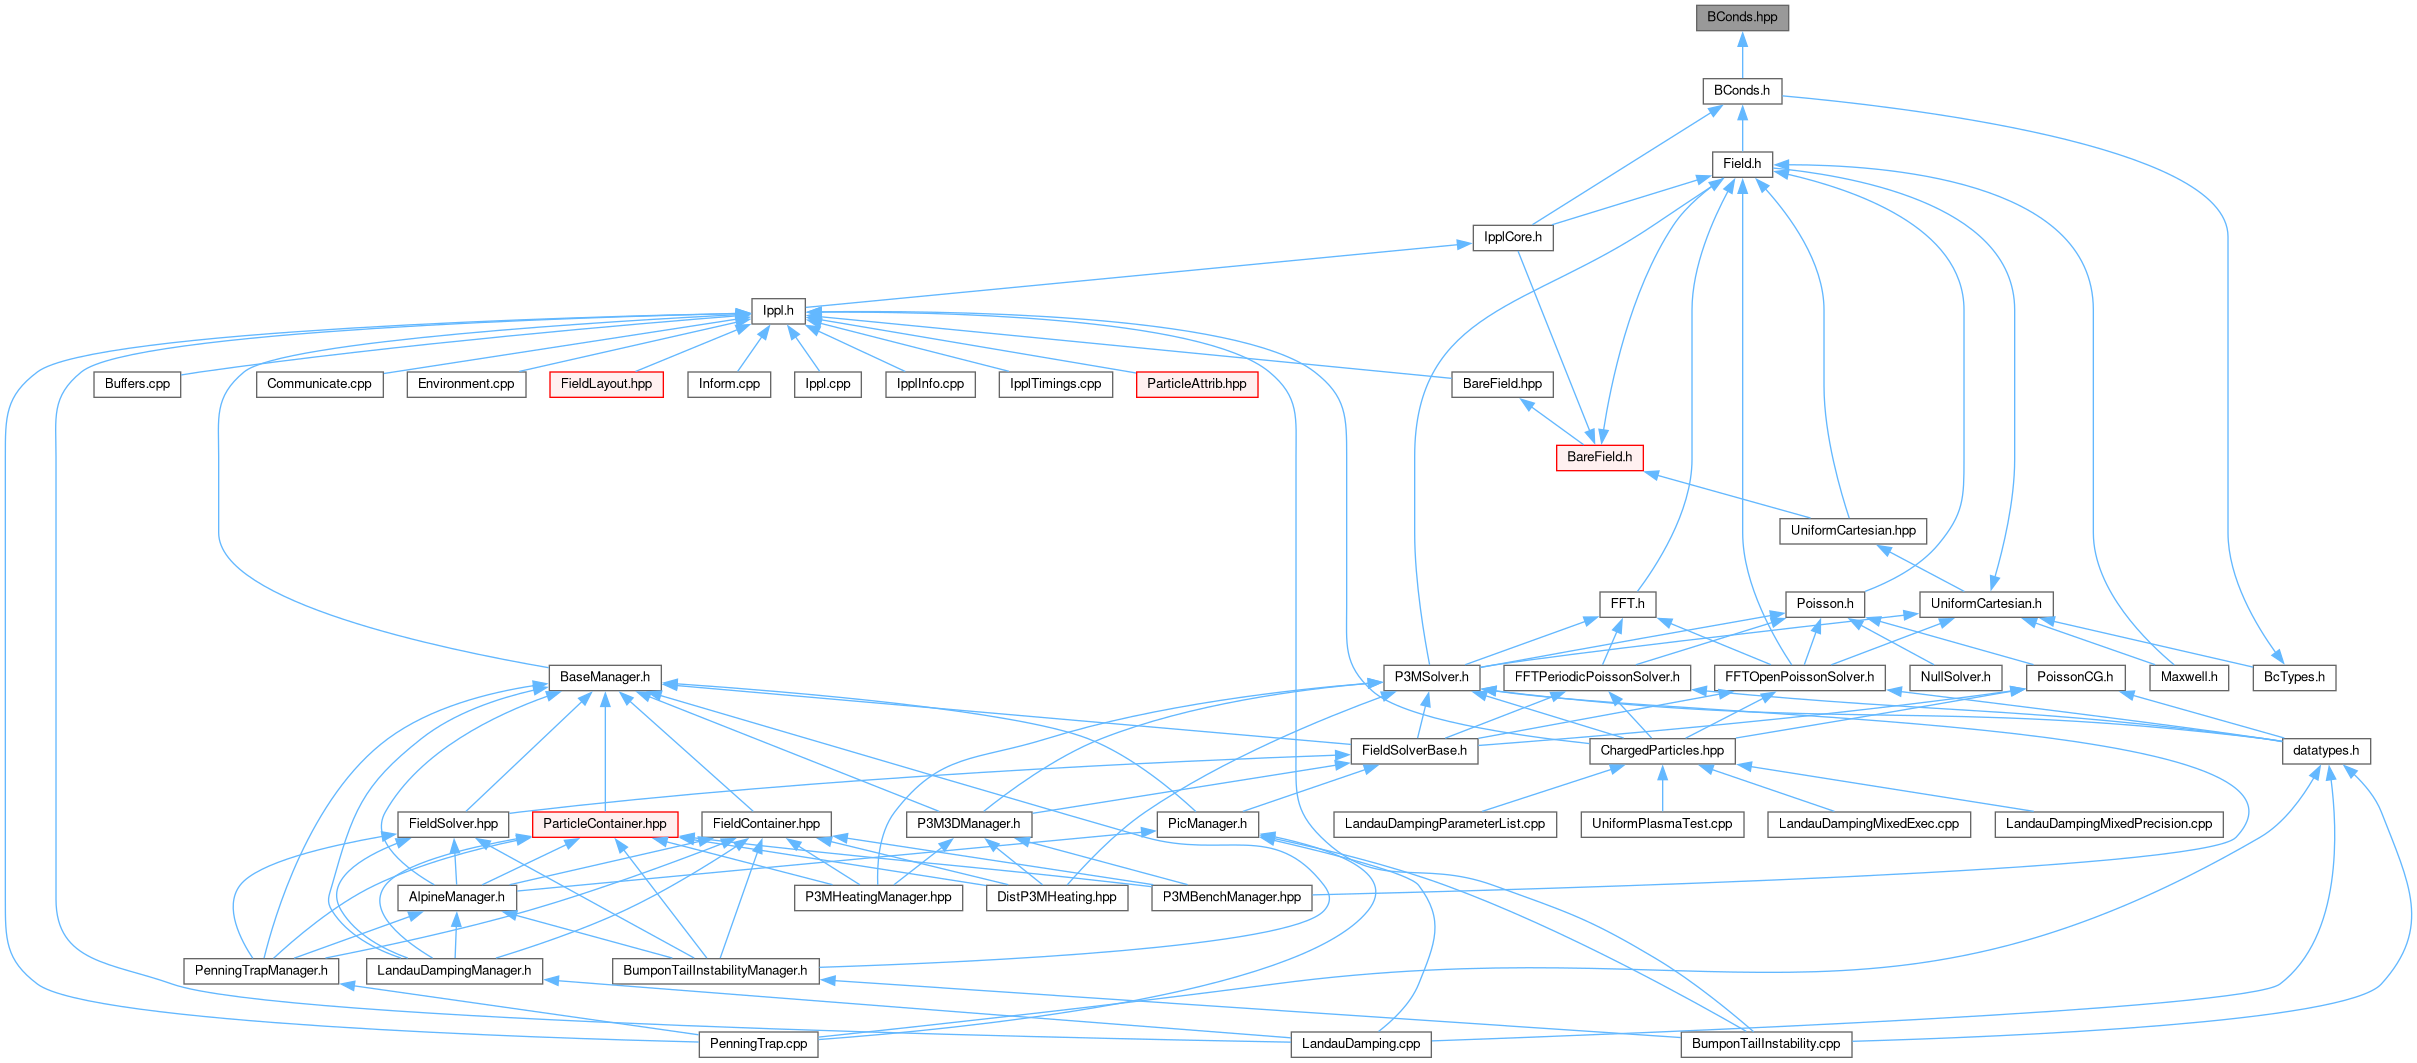 BConds.hpp
BConds.h
Field.h
IpplCore.h
Ippl.h
Buffers.cpp
Communicate.cpp
Environment.cpp
FieldLayout.hpp
Inform.cpp
Ippl.cpp
IpplInfo.cpp
IpplTimings.cpp
ParticleAttrib.hpp
BareField.hpp
BareField.h
UniformCartesian.hpp
FFT.h
Poisson.h
UniformCartesian.h
BaseManager.h
P3MSolver.h
FFTPeriodicPoissonSolver.h
FFTOpenPoissonSolver.h
NullSolver.h
PoissonCG.h
Maxwell.h
BcTypes.h
FieldSolverBase.h
ChargedParticles.hpp
datatypes.h
FieldSolver.hpp
ParticleContainer.hpp
FieldContainer.hpp
P3M3DManager.h
PicManager.h
LandauDampingParameterList.cpp
UniformPlasmaTest.cpp
LandauDampingMixedExec.cpp
LandauDampingMixedPrecision.cpp
AlpineManager.h
P3MHeatingManager.hpp
DistP3MHeating.hpp
P3MBenchManager.hpp
PenningTrapManager.h
LandauDampingManager.h
BumponTailInstabilityManager.h
PenningTrap.cpp
LandauDamping.cpp
BumponTailInstability.cpp